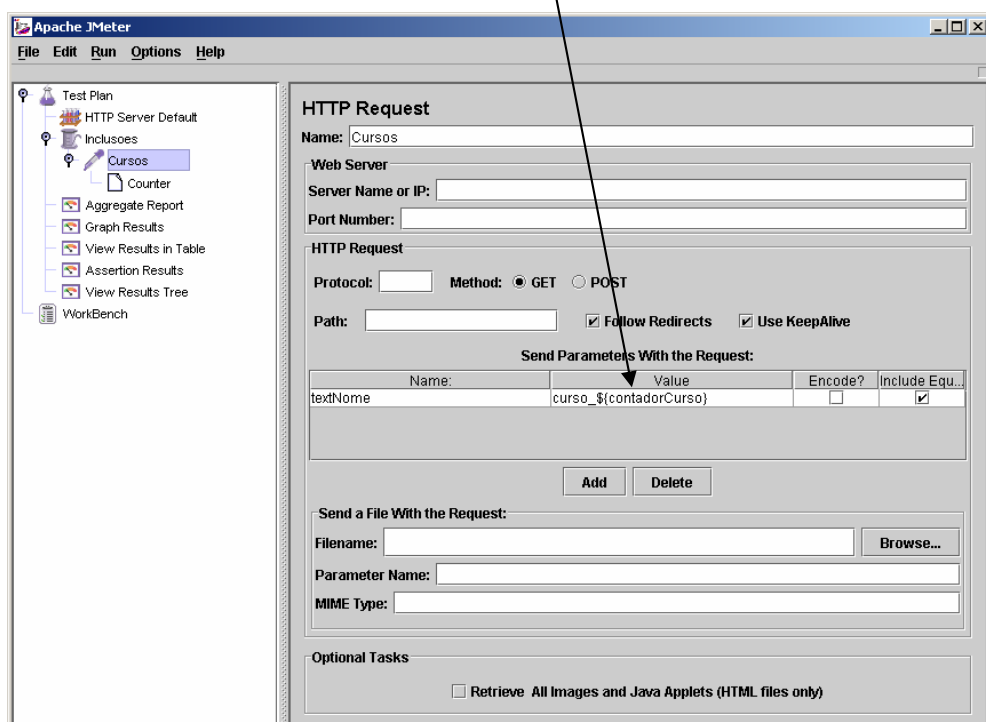 Apache JMeter
File Edit Run Options Help
Test Plan
HTTP Server Default
Inclusoes
Cursos
Counter
Aggregate Report
Graph Results
View Results in Table
Assertion Results
View Results Tree
WorkBench
HTTP Request
Name: Cursos
Web Server
Server Name or IP:
Port Number:
HTTP Request
Protocol: Method: GET POST
Path: Follow Redirects Use KeepAlive
Send Parameters With the Request:
Name: Value Encode? Include Equ...
textNome curso_${contadorCurso}
Add Delete
Send a File With the Request:
Filename: Browse...
Parameter Name:
MIME Type:
Optional Tasks
Retrieve All Images and Java Applets (HTML files only)